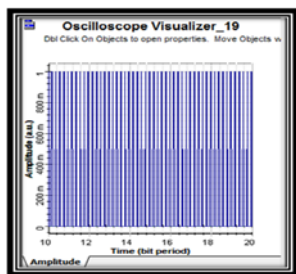 Oscilloscope Visualizer_19
Dbl Click On Objects to open properties. Move Objects w
Amplitude (a.u.)
1
800 m
600 m
400 m
200 m
0
10 12 14 16 18 20
Time (bit period)
Amplitude